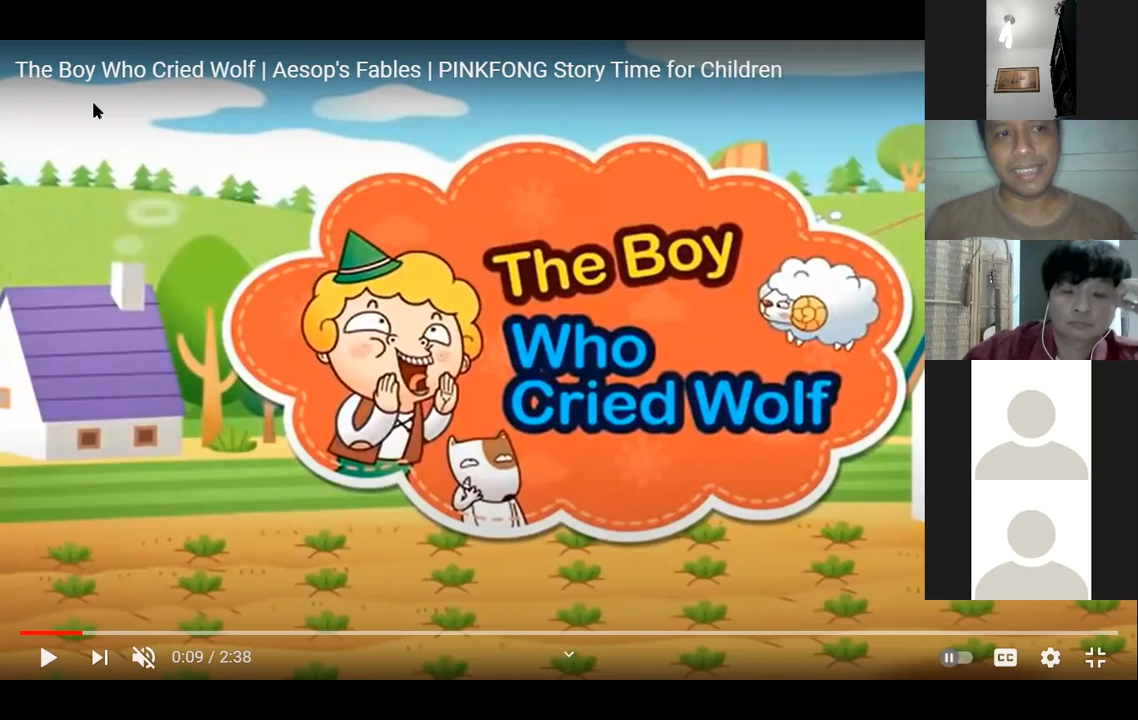 The Boy Who Cried Wolf | Aesop's Fables | PINKFONG Story Time for Children
The Boy
Who
Cried Wolf
0:09 / 2:38
CC